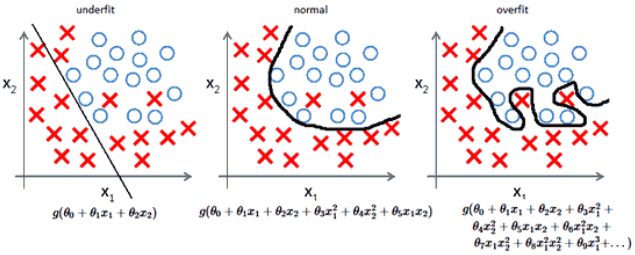 underfit
normal
overfit
x₂
x₂
x₂
x₁
x₁
x₁
g(θ₀ + θ₁x₁ + θ₂x₂)
g(θ₀ + θ₁x₁ + θ₂x₂ + θ₃x₁² + θ₄x₂² + θ₅x₁x₂)
g(θ₀ + θ₁x₁ + θ₂x₂ + θ₃x₁² +
θ₄x₂² + θ₅x₁x₂ + θ₆x₁²x₂ +
θ₇x₁x₂² + θ₈x₁²x₂² + θ₉x₁³ + ...)